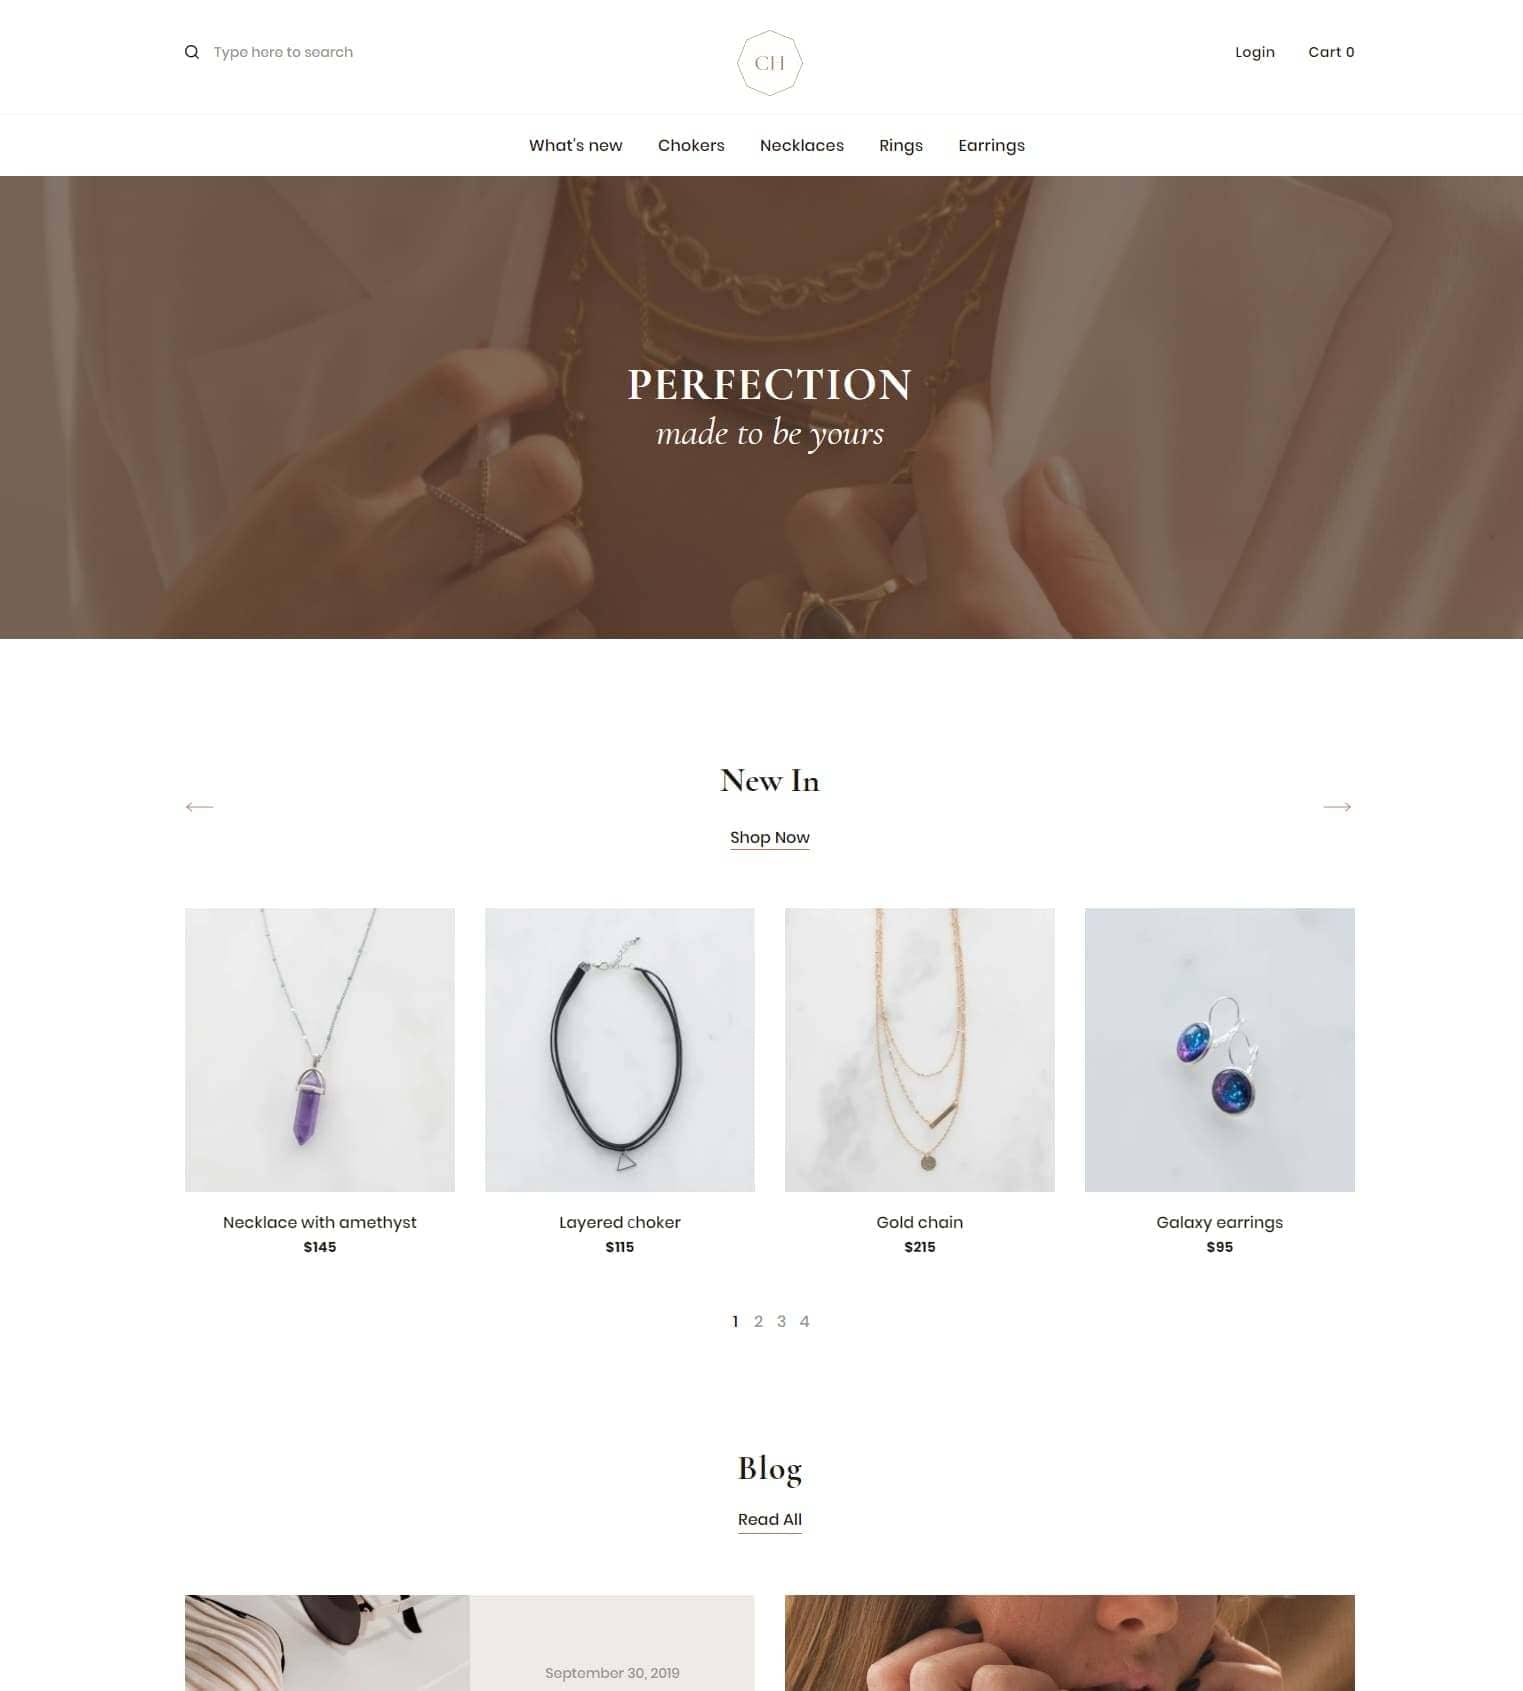 Type here to search
CH
Login
Cart 0
What's new
Chokers
Necklaces
Rings
Earrings
PERFECTION
made to be yours
New In
Shop Now
Necklace with amethyst
$145
Layered choker
$115
Gold chain
$215
Galaxy earrings
$95
1 2 3 4
Blog
Read All
September 30, 2019